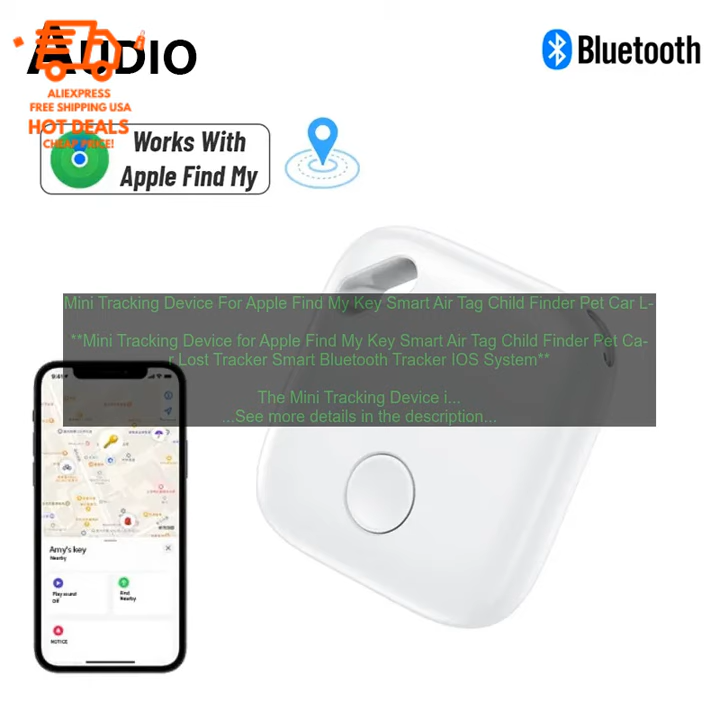 AUDIO
ALIEXPRESS
FREE SHIPPING USA
HOT DEALS
CHEAP PRICE!
Bluetooth
Works With
Apple Find My
Mini Tracking Device For Apple Find My Key Smart Air Tag Child Finder Pet Car L-
**Mini Tracking Device for Apple Find My Key Smart Air Tag Child Finder Pet Ca-
r Lost Tracker Smart Bluetooth Tracker IOS System**
The Mini Tracking Device i...
...See more details in the description...
Amy's key
Nearby
Play sound
Off
Find
Nearby
NOTICE